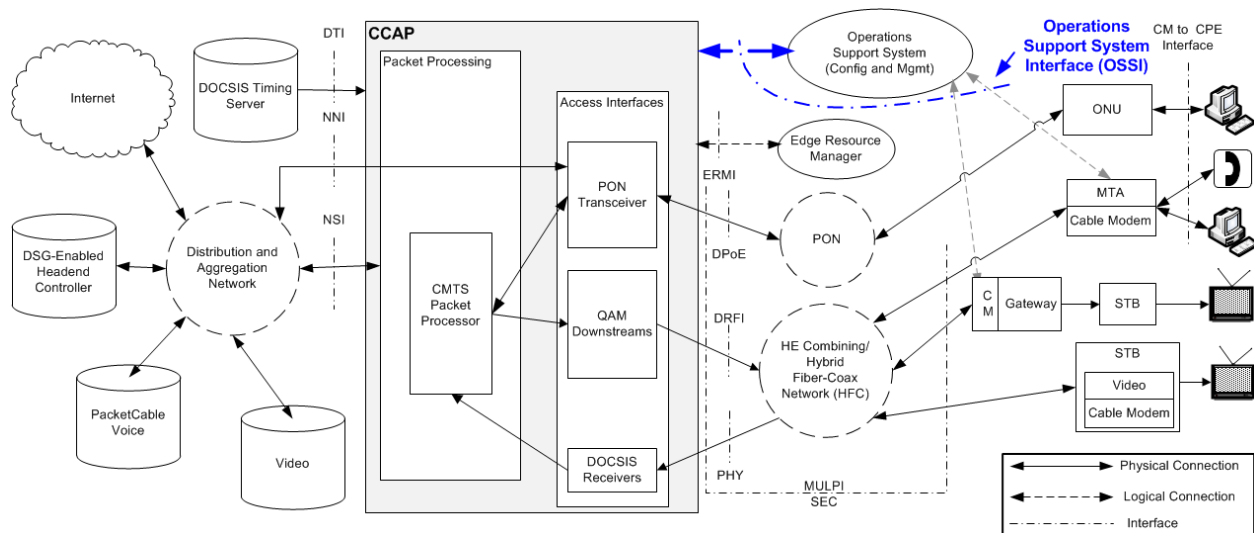 DTI
CCAP
Packet Processing
Operations
Support System
(Config and Mgmt)
Operations
Support System
Interface (OSSI)
CM to CPE
Interface
Internet
DOCSIS Timing
Server
NNI
Access Interfaces
ONU
Edge Resource
Manager
ERMI
PON
Transceiver
MTA
Cable Modem
NSI
DSG-Enabled
Headend
Controller
Distribution and
Aggregation
Network
PON
DPoE
CMTS
Packet
Processor
QAM
Downstreams
DRFI
C
M
Gateway
STB
HE Combining/
Hybrid
Fiber-Coax
Network (HFC)
STB
Video
Cable Modem
PacketCable
Voice
Video
DOCSIS
Receivers
PHY
MULPI
SEC
Physical Connection
Logical Connection
Interface